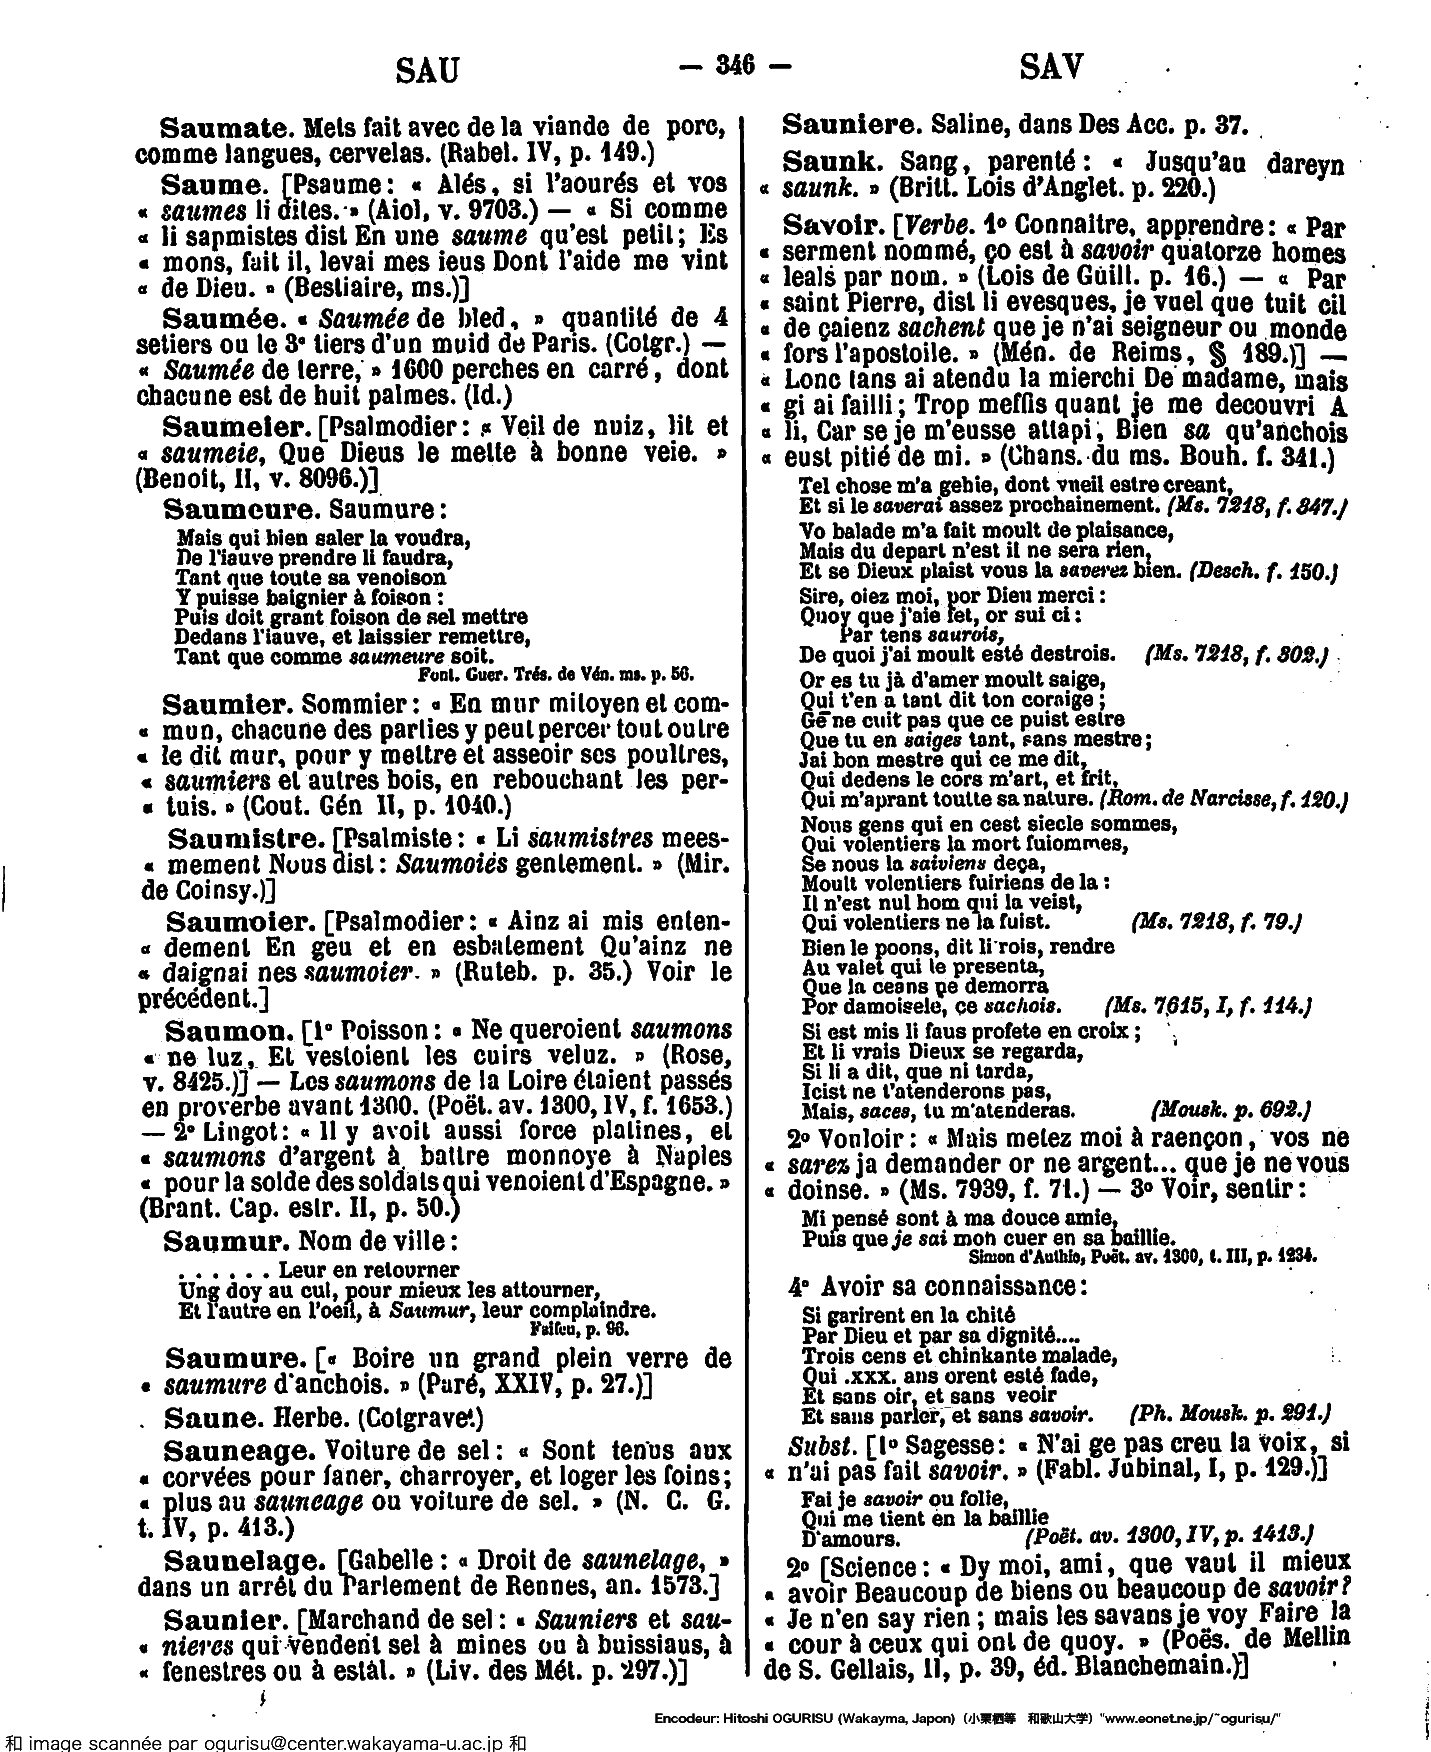 SAU — 346 — SAV
Saumate. Mets fait avec de la viande de porc,
comme langues, cervelas. (Rabel. IV, p. 149.)
Saume. [Psaume : « Alés, si l'aourés et vos
« saumes li dites. » (Aiol, v. 9703.) — « Si comme
« li sapmistes dist En une saume qu'est petit ; Es
« mons, fait il, levai mes ieus Dont l'aide me vint
« de Dieu. » (Bestiaire, ms.)]
Saumée. « Saumée de bled, » quantité de 4
setiers ou le 3e tiers d'un muid de Paris. (Cotgr.) —
« Saumée de terre, » 1600 perches en carré, dont
chacune est de huit palmes. (Id.)
Saumeier. [Psalmodier : « Veil de nuiz, lit et
« saumeie, Que Dieus le mette à bonne veie. »
(Benoit, II, v. 8096.)]
Saumeure. Saumure :
Mais qui bien saler la voudra,
De l'iauve prendre li faudra,
Tant que toute sa venoison
Y puisse baignier à foison :
Puis doit grant foison de sel mettre
Dedans l'iauve, et laissier remettre,
Tant que comme saumeure soit.
Font. Guer. Trés. de Vén. ms. p. 56.
Saumier. Sommier : « En mur mitoyen et com-
« mun, chacune des parties y peut percer tout outre
« le dit mur, pour y mettre et asseoir ses poultres,
« saumiers et autres bois, en rebouchant les per-
« tuis. » (Cout. Gén II, p. 1040.)
Saumistre. [Psalmiste : « Li saumistres mees-
« mement Nous dist : Saumoiés gentement. » (Mir.
de Coinsy.)]
Saumoier. [Psalmodier : « Ainz ai mis enten-
« dement En geu et en esbatement Qu'ainz ne
« daignai nes saumoier. » (Ruteb. p. 35.) Voir le
précédent.]
Saumon. [1° Poisson : « Ne queroient saumons
« ne luz, Et vestoient les cuirs veluz. » (Rose,
v. 8425.)] — Les saumons de la Loire étaient passés
en proverbe avant 1300. (Poët. av. 1300, IV, f. 1653.)
— 2° Lingot : « Il y avoit aussi force platines, et
« saumons d'argent à battre monnoye à Naples
« pour la solde des soldats qui venoient d'Espagne. »
(Brant. Cap. estr. II, p. 50.)
Saumur. Nom de ville :
. . . . . . Leur en retourner
Ung doy au cul, pour mieux les attourner,
Et l'autre en l'oeil, à Saumur, leur complaindre.
Faifeu, p. 96.
Saumure. [« Boire un grand plein verre de
« saumure d'anchois. » (Paré, XXIV, p. 27.)]
Saune. Herbe. (Cotgrave.)
Sauneage. Voiture de sel : « Sont tenus aux
« corvées pour faner, charroyer, et loger les foins ;
« plus au sauneage ou voiture de sel. » (N. C. G.
t. IV, p. 413.)
Saunelage. [Gabelle : « Droit de saunelage, »
dans un arrêt du Parlement de Rennes, an. 1573.]
Saunier. [Marchand de sel : « Sauniers et sau-
« nieres qui vendent sel à mines ou à buissiaus, à
« fenestres ou à estal. » (Liv. des Mét. p. 297.)]
Sauniere. Saline, dans Des Acc. p. 37.
Saunk. Sang, parenté : « Jusqu'au dareyn
« saunk. » (Britt. Lois d'Anglet. p. 220.)
Savoir. [Verbe. 1° Connaitre, apprendre : « Par
« serment nommé, ço est à savoir quatorze homes
« leals par nom. » (Lois de Guill. p. 16.) — « Par
« saint Pierre, dist li evesques, je vuel que tuit cil
« de çaienz sachent que je n'ai seigneur ou monde
« fors l'apostoile. » (Mén. de Reims, § 189.)] —
« Lonc tans ai atendu la mierchi De madame, mais
« gi ai failli ; Trop meffis quant je me decouvri A
« li, Car se je m'eusse attapi, Bien sa qu'anchois
« eust pitié de mi. » (Chans. du ms. Bouh. f. 341.)
Tel chose m'a gehie, dont vueil estre creant,
Et si le saverai assez prochainement. (Ms. 7218, f. 347.)
Vo balade m'a fait moult de plaisance,
Mais du depart n'est il ne sera rien,
Et se Dieux plaist vous la saverez bien. (Desch. f. 150.)
Sire, oiez moi, por Dieu merci :
Quoy que j'aie fet, or sui ci :
Par tens saurois,
De quoi j'ai moult esté destrois. (Ms. 7218, f. 302.)
Or es tu jà d'amer moult saige,
Qui t'en a tant dit ton coraige ;
Ge ne cuit pas que ce puist estre
Que tu en saiges tant, sans mestre ;
Jai bon mestre qui ce me dit,
Qui dedens le cors m'art, et frit,
Qui m'aprant toutte sa nature. (Rom. de Narcisse, f. 120.)
Nous gens qui en cest siecle sommes,
Qui volentiers la mort fuiommes,
Se nous la saiviens deça,
Moult volentiers fuiriens de la :
Il n'est nul hom qui la veist,
Qui volentiers ne la fuist. (Ms. 7218, f. 79.)
Bien le poons, dit li rois, rendre
Au valet qui le presenta,
Que la ceans ne demorra
Por damoisele, ce sachois. (Ms. 7615, I, f. 114.)
Si est mis li faus profete en croix ;
Et li vrais Dieux se regarda,
Si li a dit, que ni tarda,
Icist ne t'atenderons pas,
Mais, saces, tu m'atenderas. (Mousk. p. 692.)
2° Vonloir : « Mais metez moi à raençon, vos ne
« sarez ja demander or ne argent... que je ne vous
« doinse. » (Ms. 7939, f. 71.) — 3° Voir, sentir :
Mi pensé sont à ma douce amie,
Puis que je sai moh cuer en sa baillie.
Simon d'Authie, Poët. av. 1300, t. III, p. 1234.
4° Avoir sa connaissance :
Si garirent en la chité
Par Dieu et par sa dignité....
Trois cens et chinkante malade,
Qui .xxx. ans orent esté fade,
Et sans oir, et sans veoir
Et sans parler, et sans savoir. (Ph. Mousk. p. 291.)
Subst. [1° Sagesse : « N'ai ge pas creu la voix, si
« n'ai pas fait savoir. » (Fabl. Jubinal, I, p. 129.)]
Fai je savoir ou folie,
Qui me tient en la baillie
D'amours. (Poët. av. 1300, IV, p. 1413.)
2° [Science : « Dy moi, ami, que vaut il mieux
« avoir Beaucoup de biens ou beaucoup de savoir ?
« Je n'en say rien ; mais les savans je voy Faire la
« cour à ceux qui ont de quoy. » (Poës. de Mellin
de S. Gellais, II, p. 39, éd. Blanchemain.)]
Encodeur: Hitoshi OGURISU (Wakayma, Japon) (小栗栖等 和歌山大学) "www.eonet.ne.jp/~ogurisu/"
和 image scannée par ogurisu@center.wakayama-u.ac.jp 和